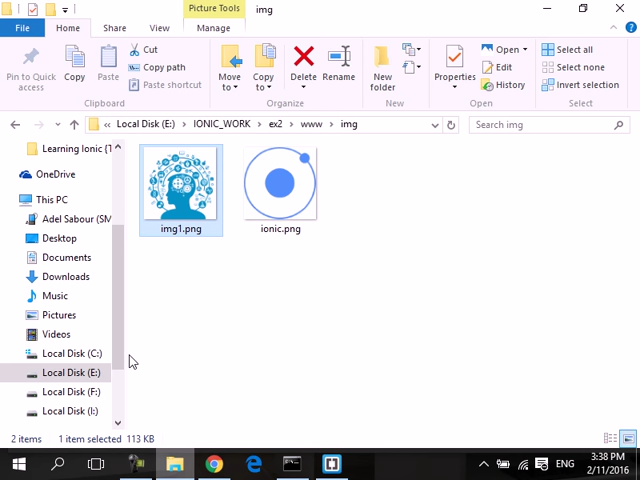 Picture Tools
img
File
Home
Share
View
Manage
Pin to Quick access
Copy
Paste
Cut
Copy path
Paste shortcut
Clipboard
Move to
Copy to
Delete
Rename
Organize
New folder
New
Properties
Open
Edit
History
Open
Select all
Select none
Invert selection
Select
« Local Disk (E:) > IONIC_WORK > ex2 > www > img
Search img
Learning Ionic {T
OneDrive
This PC
Adel Sabour (SM
Desktop
Documents
Downloads
Music
Pictures
Videos
Local Disk (C:)
Local Disk (E:)
Local Disk (F:)
Local Disk (I:)
img1.png
ionic.png
2 items
1 item selected 113 KB
ENG
3:38 PM
2/11/2016